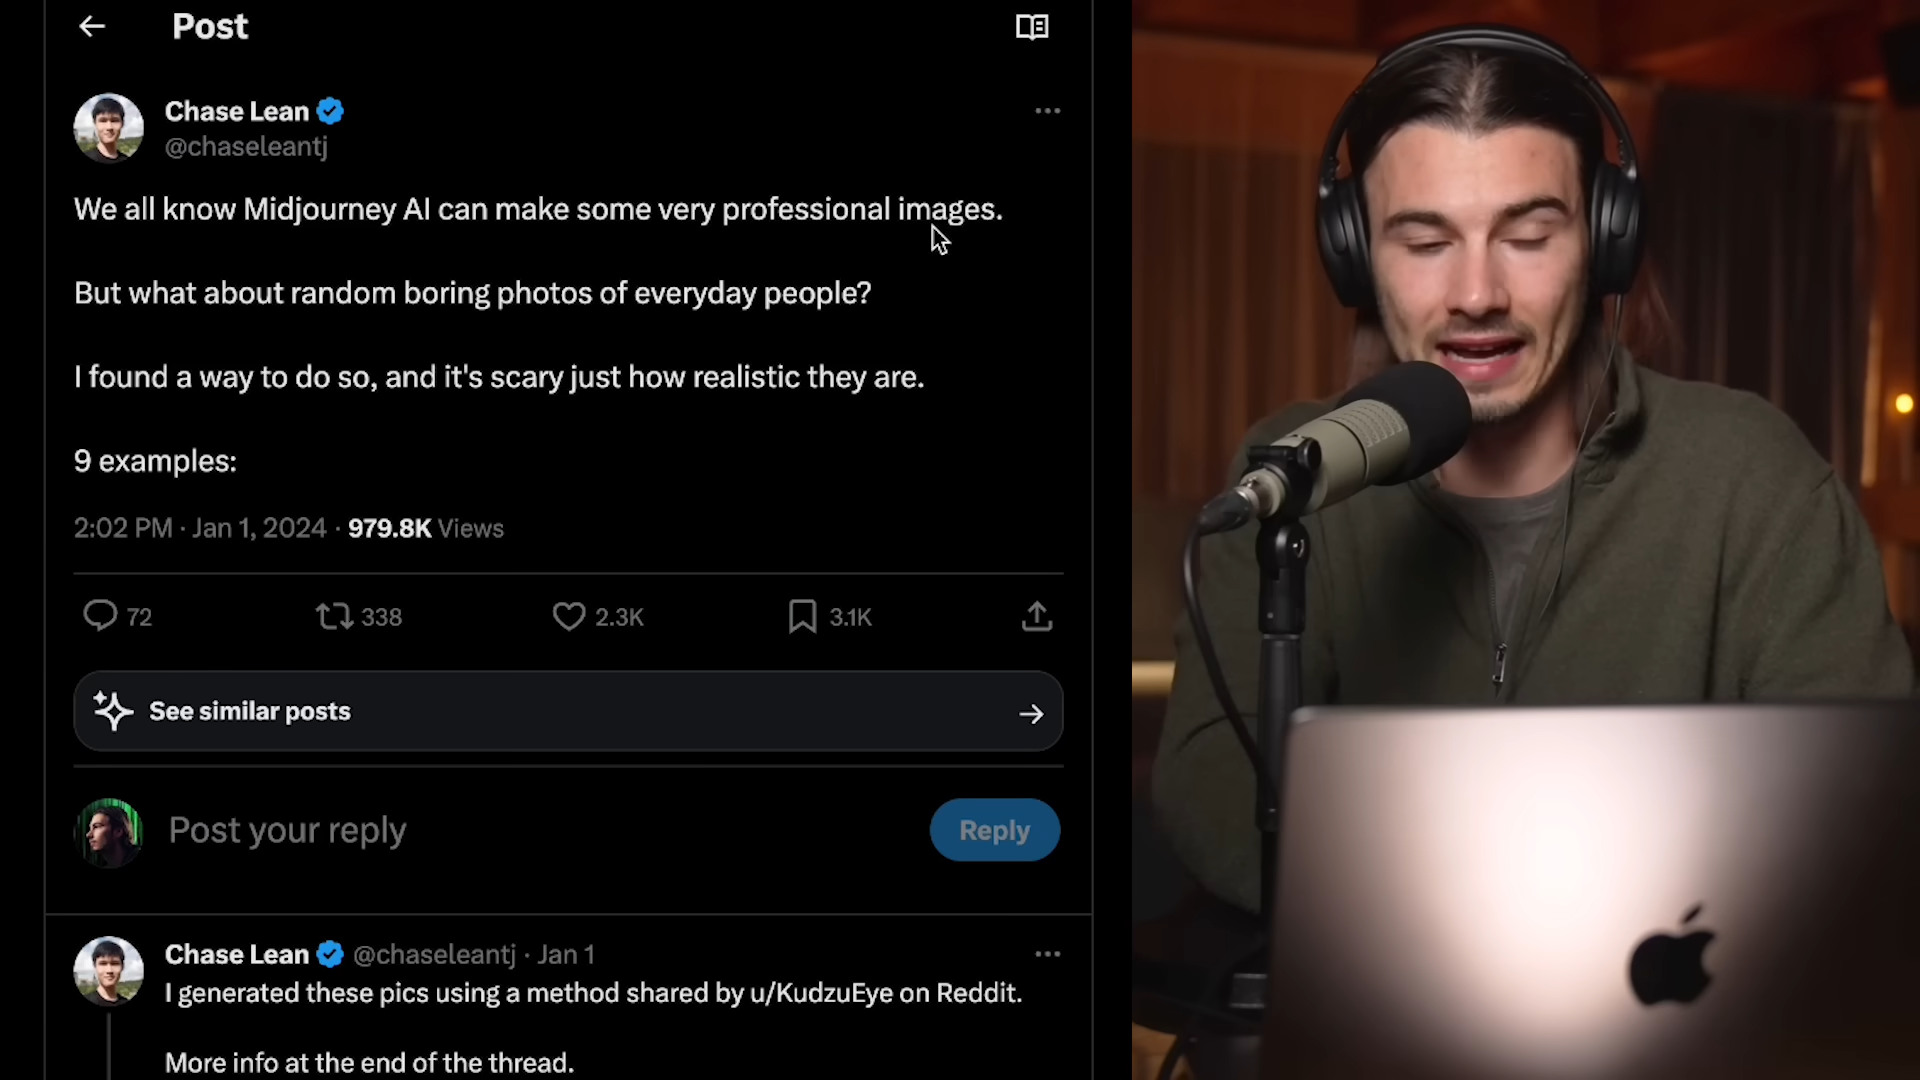 Post
Chase Lean
@chaseleantj
We all know Midjourney AI can make some very professional images.
But what about random boring photos of everyday people?
I found a way to do so, and it's scary just how realistic they are.
9 examples:
2:02 PM · Jan 1, 2024 · 979.8K Views
72 338 2.3K 3.1K
See similar posts
Post your reply
Reply
Chase Lean @chaseleantj · Jan 1
I generated these pics using a method shared by u/KudzuEye on Reddit.
More info at the end of the thread.